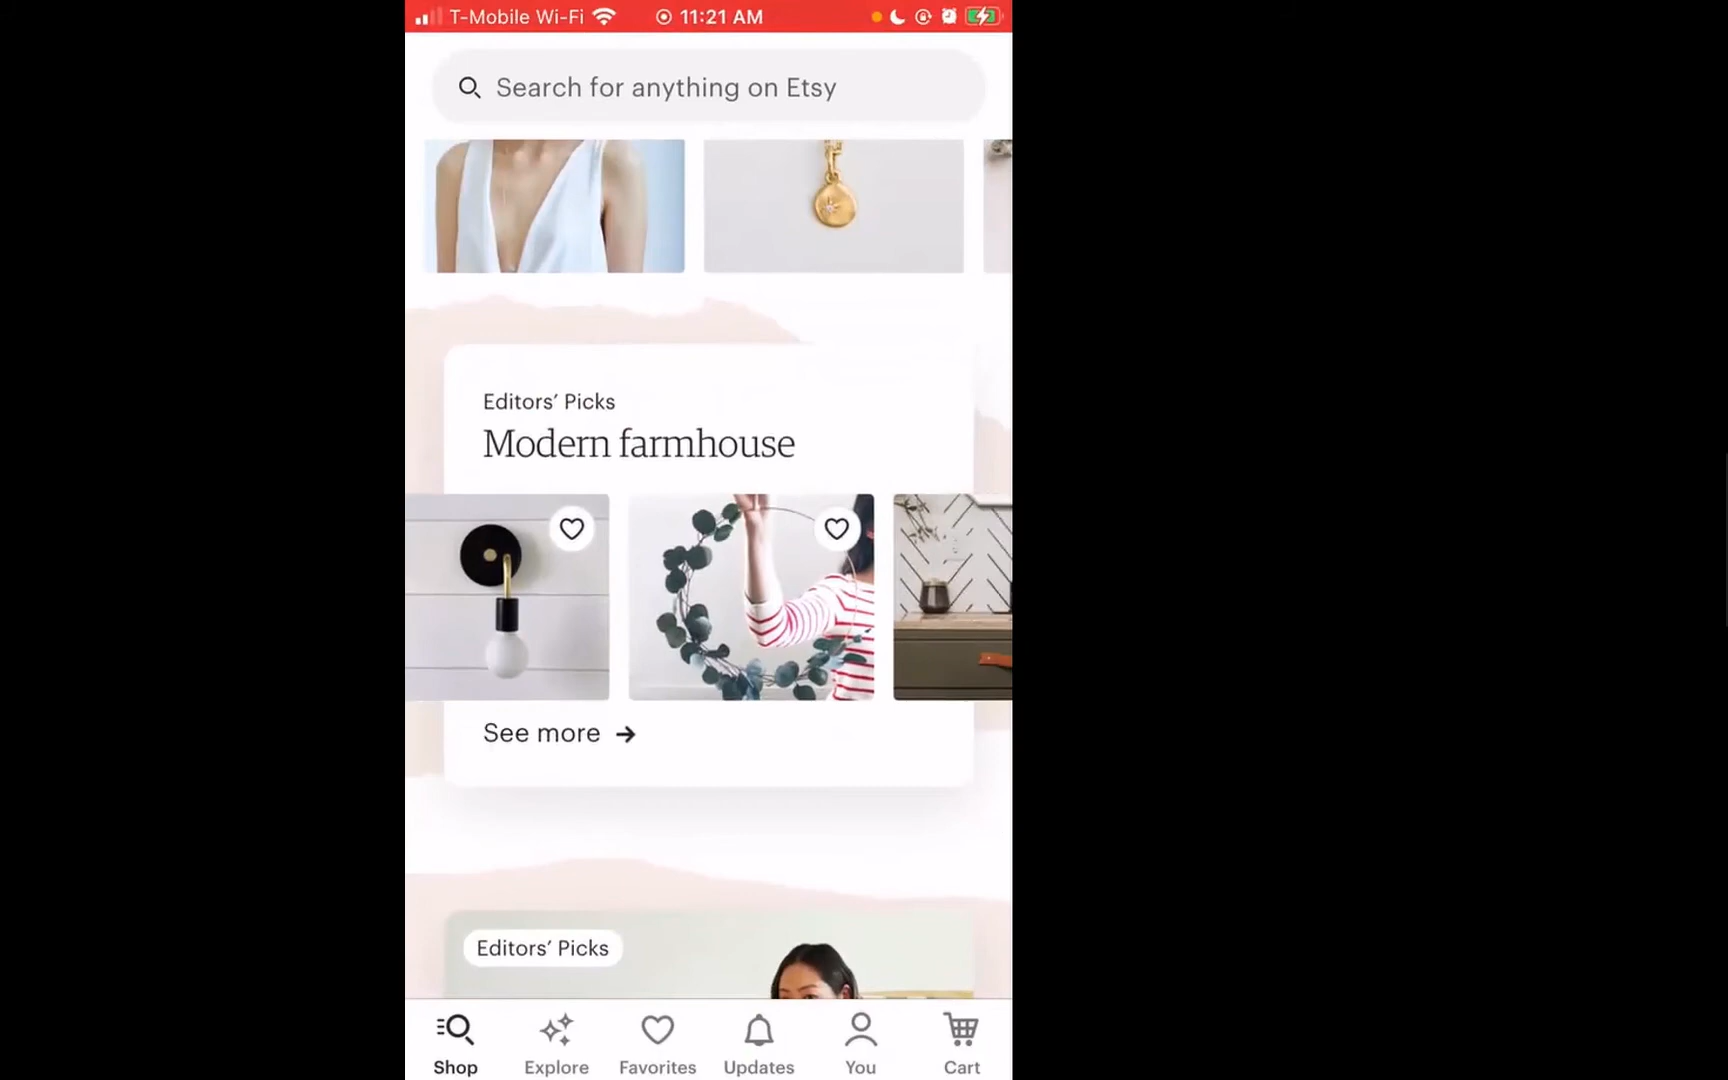 T-Mobile Wi-Fi 11:21 AM
Search for anything on Etsy
Editors’ Picks
Modern farmhouse
See more →
Editors’ Picks
Shop Explore Favorites Updates You Cart